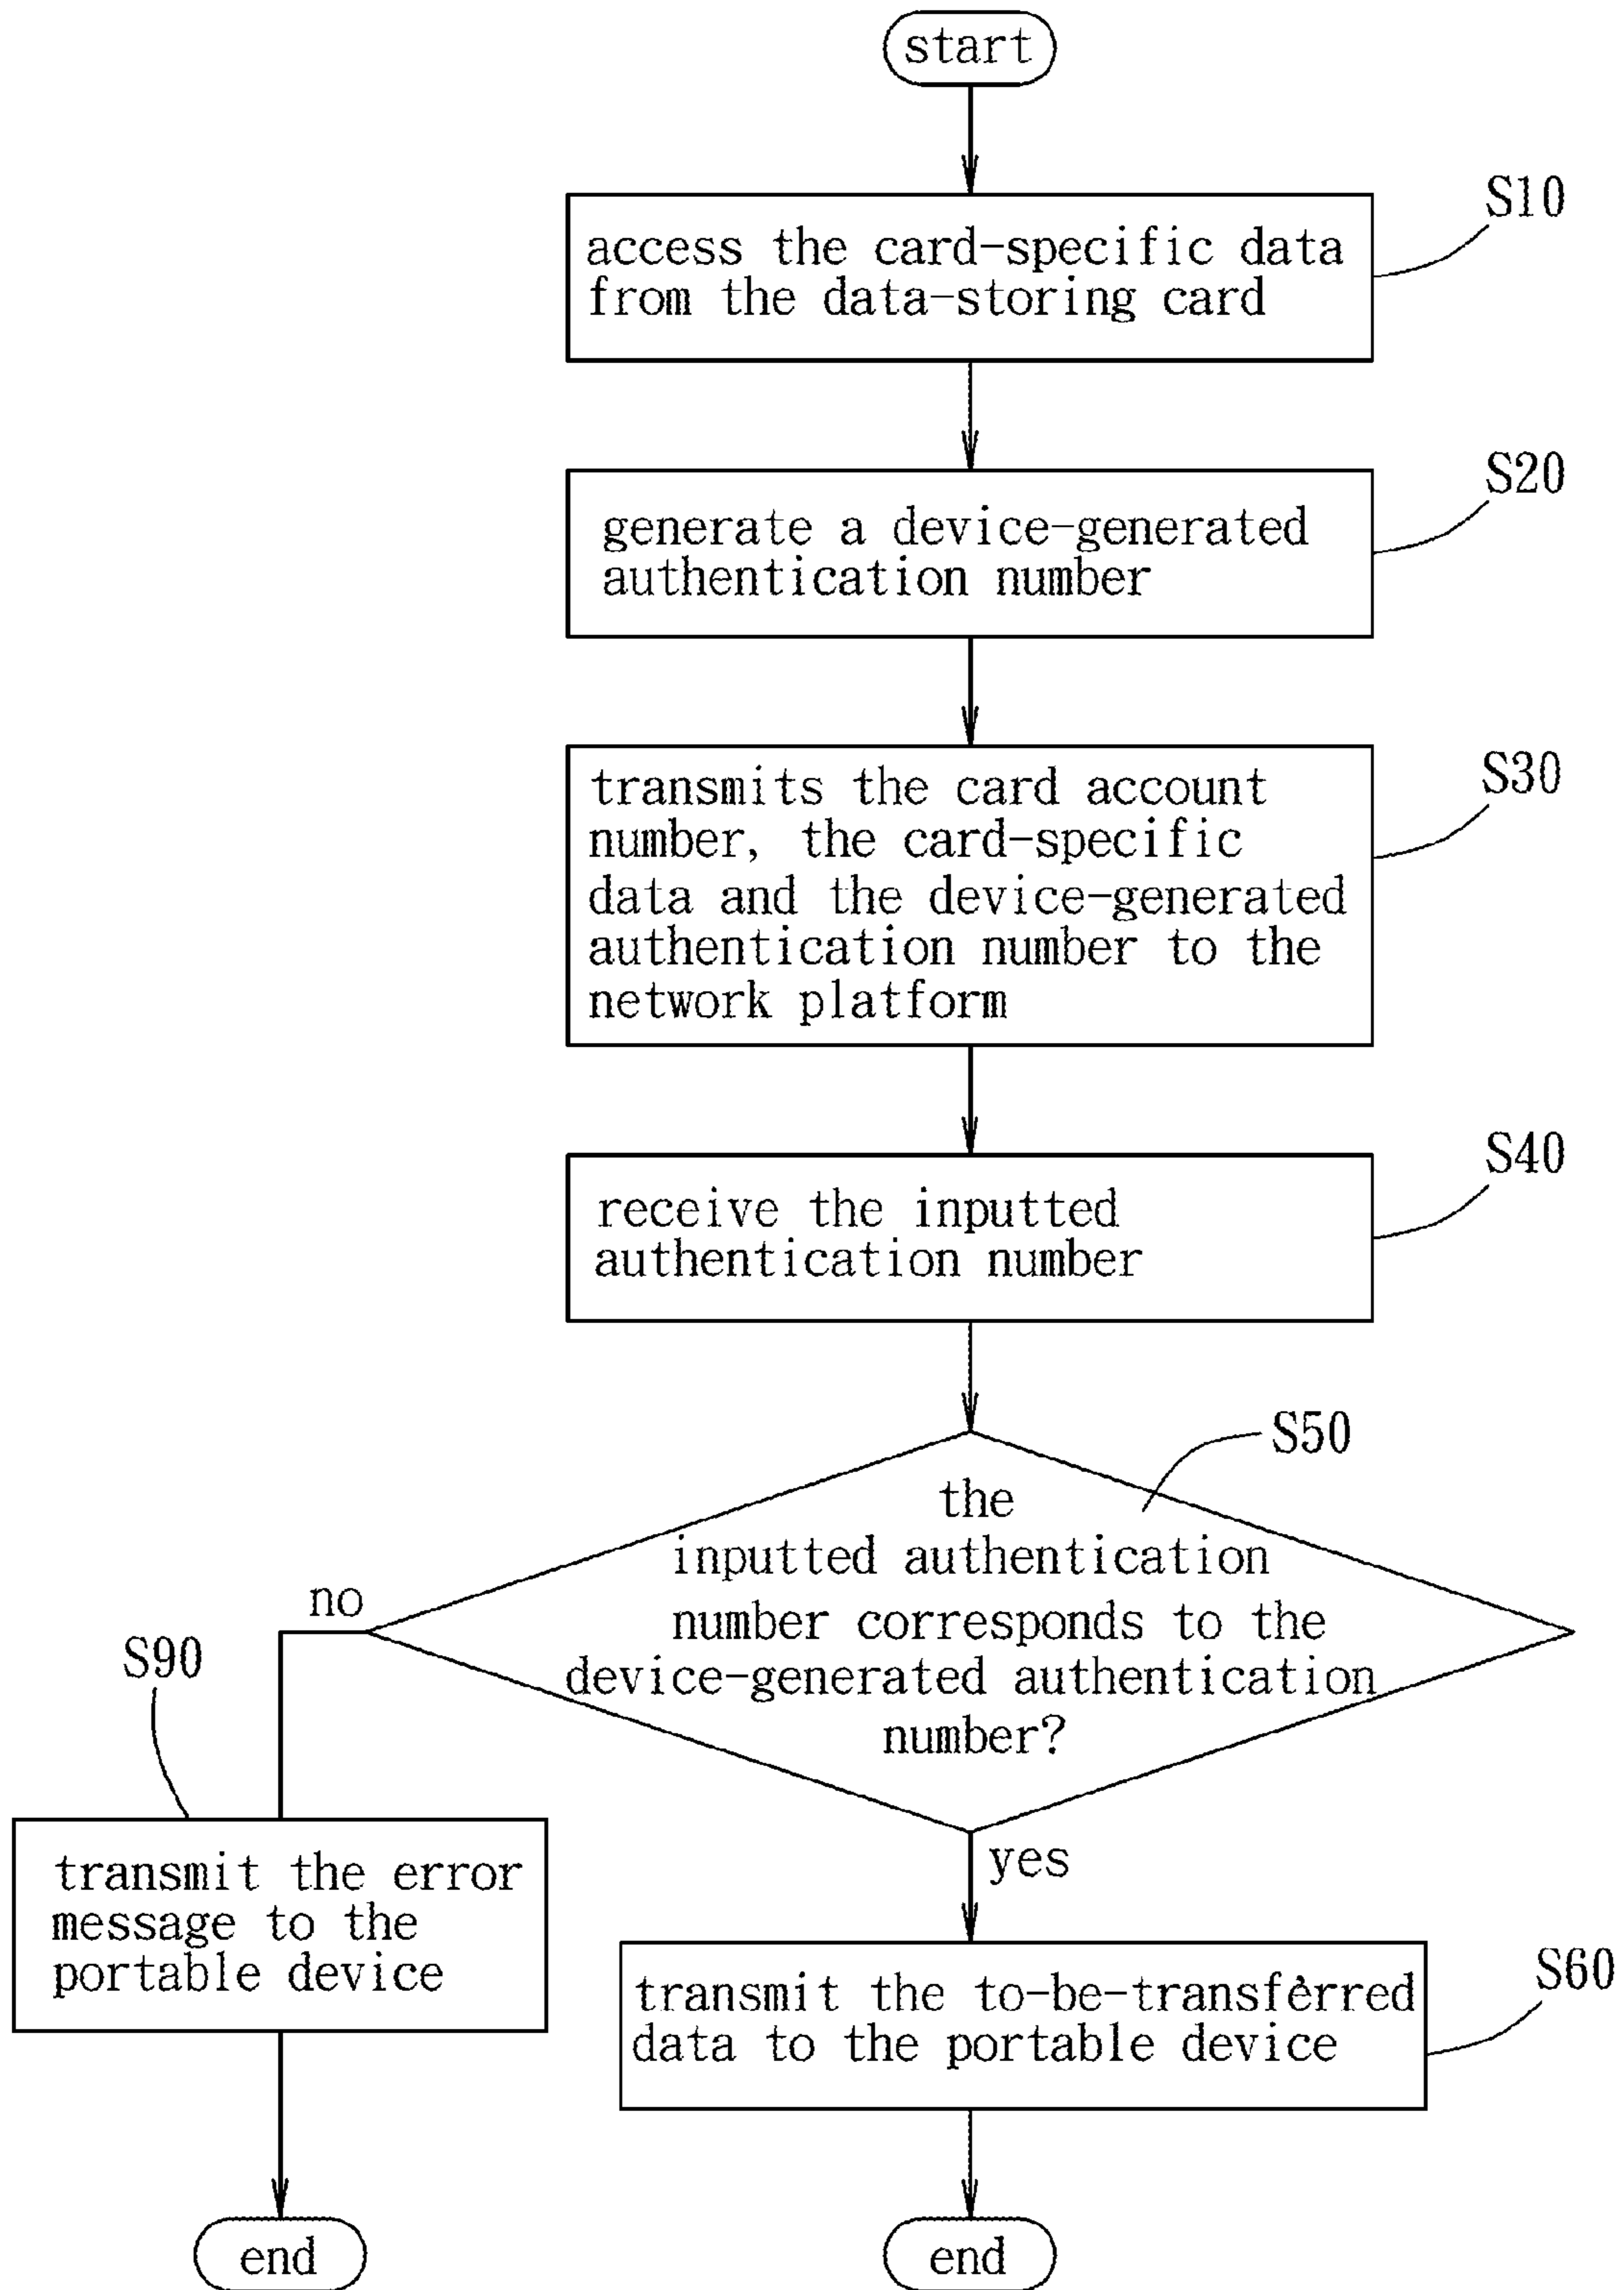 start
S10
access the card-specific data
from the data-storing card
S20
generate a device-generated
authentication number
S30
transmits the card account
number, the card-specific
data and the device-generated
authentication number to the
network platform
S40
receive the inputted
authentication number
S50
the
inputted authentication
number corresponds to the
device-generated authentication
number?
no
S90
yes
transmit the error
message to the
portable device
S60
transmit the to-be-transferred
data to the portable device
end
end